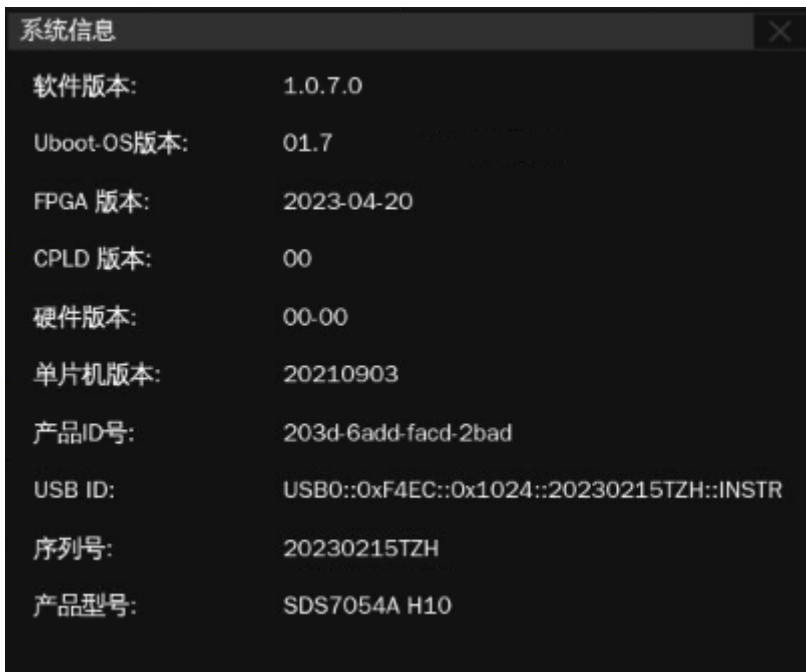 系统信息
软件版本: 1.0.7.0
Uboot-OS版本: 01.7
FPGA 版本: 2023-04-20
CPLD 版本: 00
硬件版本: 00-00
单片机版本: 20210903
产品ID号: 203d-6add-facd-2bad
USB ID: USB0::0xF4EC::0x1024::20230215TZH::INSTR
序列号: 20230215TZH
产品型号: SDS7054A H10